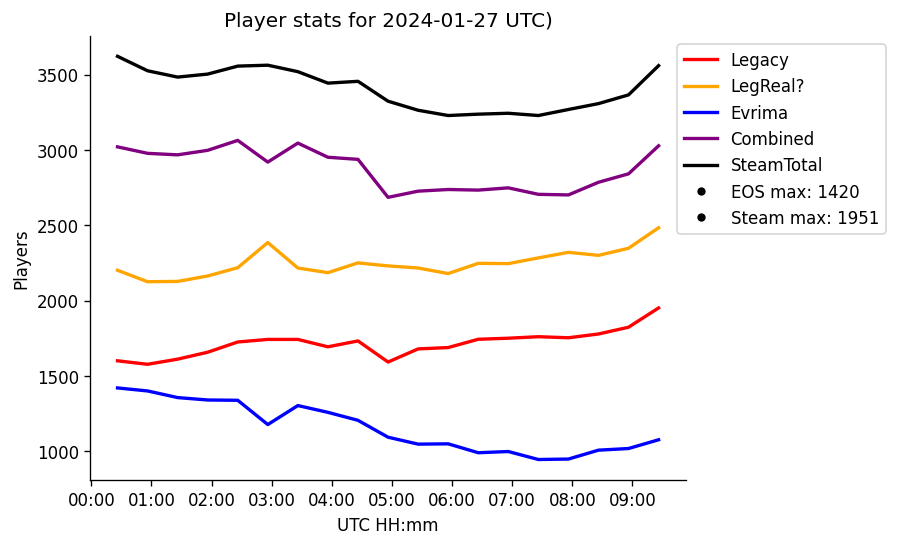 Player stats for 2024-01-27 UTC)
Legacy
LegReal?
Evrima
Combined
SteamTotal
EOS max: 1420
Steam max: 1951
Players
3500
3000
2500
2000
1500
1000
00:00 01:00 02:00 03:00 04:00 05:00 06:00 07:00 08:00 09:00
UTC HH:mm